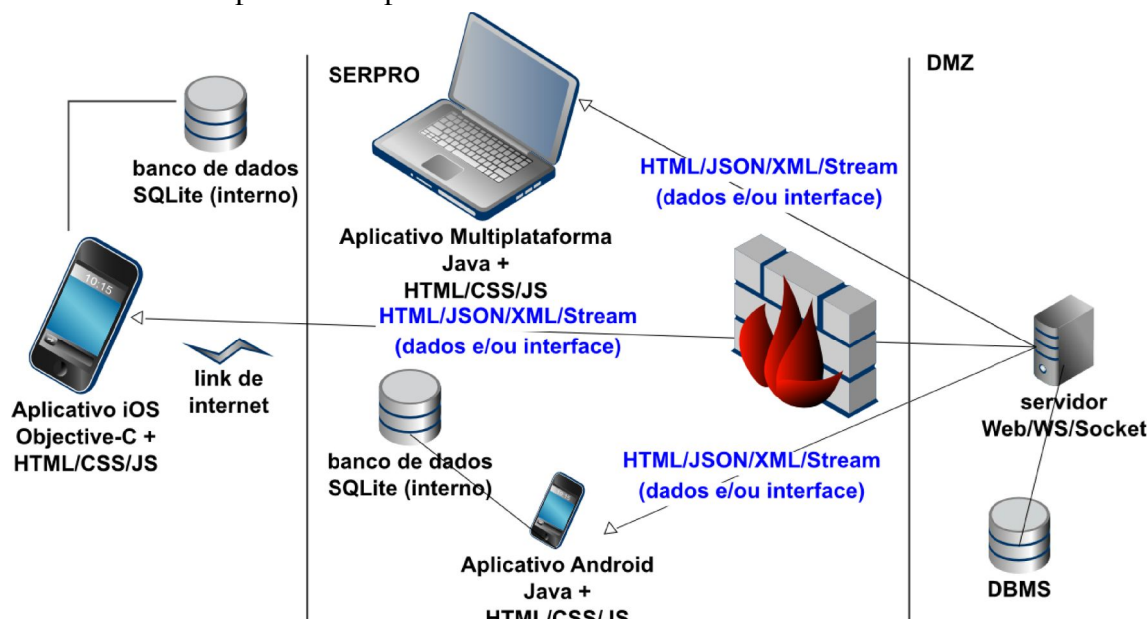 SERPRO
DMZ
banco de dados
SQLite (interno)
HTML/JSON/XML/Stream
(dados e/ou interface)
Aplicativo Multiplataforma
Java +
HTML/CSS/JS
10:15
HTML/JSON/XML/Stream
(dados e/ou interface)
link de
internet
Aplicativo iOS
Objective-C +
HTML/CSS/JS
servidor
Web/WS/Socket
banco de dados
SQLite (interno)
HTML/JSON/XML/Stream
(dados e/ou interface)
Aplicativo Android
Java +
HTML/CSS/JS
DBMS